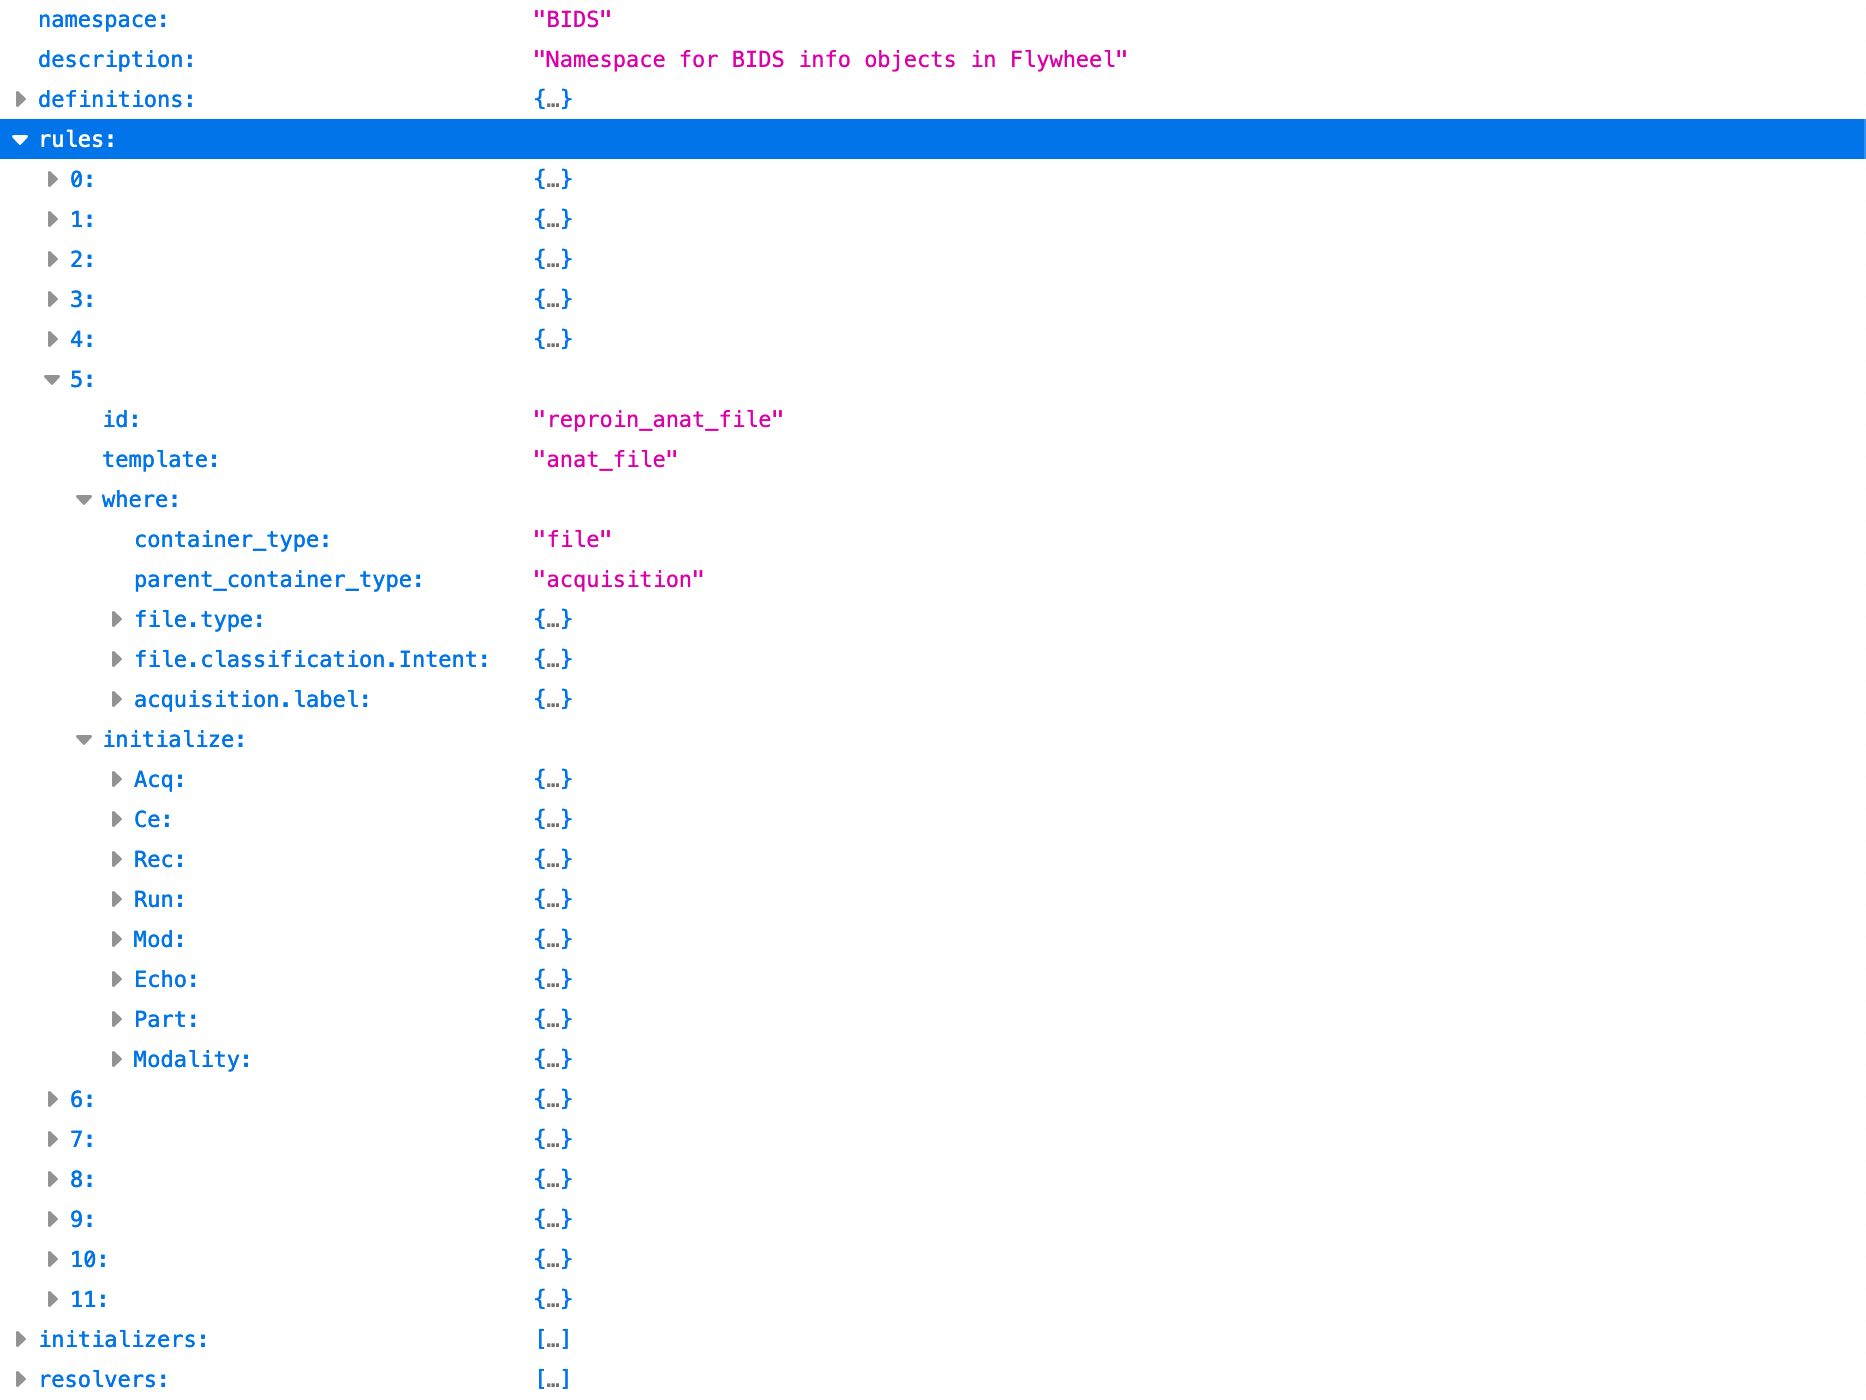 namespace: "BIDS"
description: "Namespace for BIDS info objects in Flywheel"
definitions: {…}
rules:
0: {…}
1: {…}
2: {…}
3: {…}
4: {…}
5:
id: "reproin_anat_file"
template: "anat_file"
where:
container_type: "file"
parent_container_type: "acquisition"
file.type: {…}
file.classification.Intent: {…}
acquisition.label: {…}
initialize:
Acq: {…}
Ce: {…}
Rec: {…}
Run: {…}
Mod: {…}
Echo: {…}
Part: {…}
Modality: {…}
6: {…}
7: {…}
8: {…}
9: {…}
10: {…}
11: {…}
initializers: […]
resolvers: […]